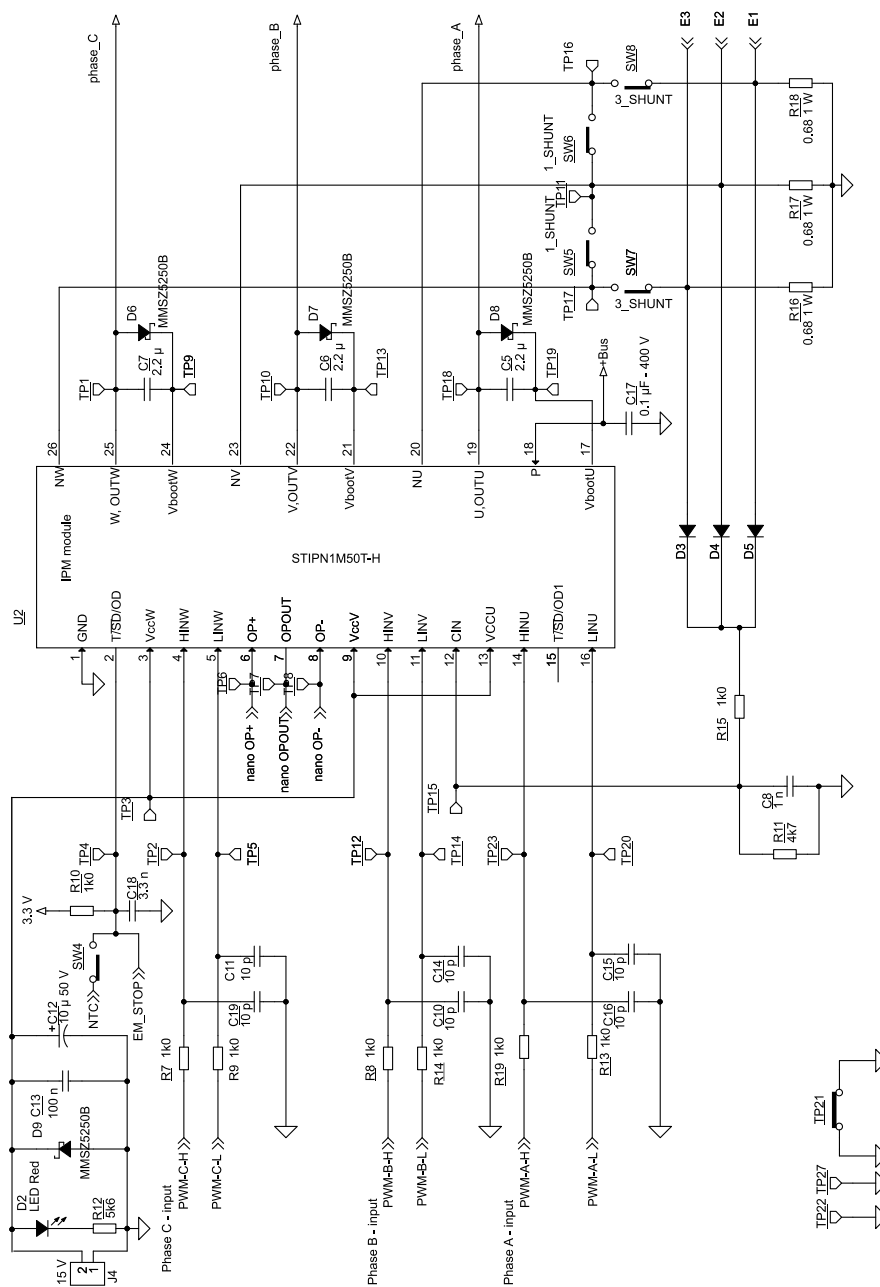 phase_C
phase_B
phase_A
E3
E2
E1
TP16
SW8
3_SHUNT
1_SHUNT
SW6
TP11
1_SHUNT
SW5
SW7
TP17
3_SHUNT
R18
0.68 1 W
R17
0.68 1 W
R16
0.68 1 W
D6
MMSZ5250B
C7
2.2 µ
TP1
TP9
D7
MMSZ5250B
C6
2.2 µ
TP10
TP13
D8
MMSZ5250B
C5
2.2 µ
TP18
TP19
+Bus
C17
0.1 µF - 400 V
26
25
24
23
22
21
20
19
18
17
NW
W, OUTW
VbootW
NV
V,OUTV
VbootV
NU
U,OUTU
P
VbootU
IPM module
STIPN1M50T-H
U2
GND
T/SD/OD
VccW
HINW
LINW
OP+
OPOUT
OP-
VccV
HINV
LINV
CIN
VCCU
HINU
T/SD/OD1
LINU
1
2
3
4
5
6
7
8
9
10
11
12
13
14
15
16
D3
D4
D5
TP6
TP7
TP8
nano OP+
nano OPOUT
nano OP-
R15 1k0
TP3
TP15
C8
1 n
R11
4k7
TP4
TP2
TP5
TP12
TP14
TP23
TP20
3.3 V
R10
1k0
C18
3.3 n
SW4
NTC
EM_STOP
C11
10 p
C19
10 p
C14
10 p
C10
10 p
C15
10 p
C16
10 p
+C12
10 µ 50 V
D9
C13
100 n
MMSZ5250B
D2
LED Red
R12
5k6
15 V
2
1
J4
R7 1k0
R9 1k0
R8 1k0
R14 1k0
R19 1k0
R13 1k0
Phase C - input
PWM-C-H
PWM-C-L
Phase B - input
PWM-B-H
PWM-B-L
Phase A - input
PWM-A-H
PWM-A-L
TP21
TP22 TP27